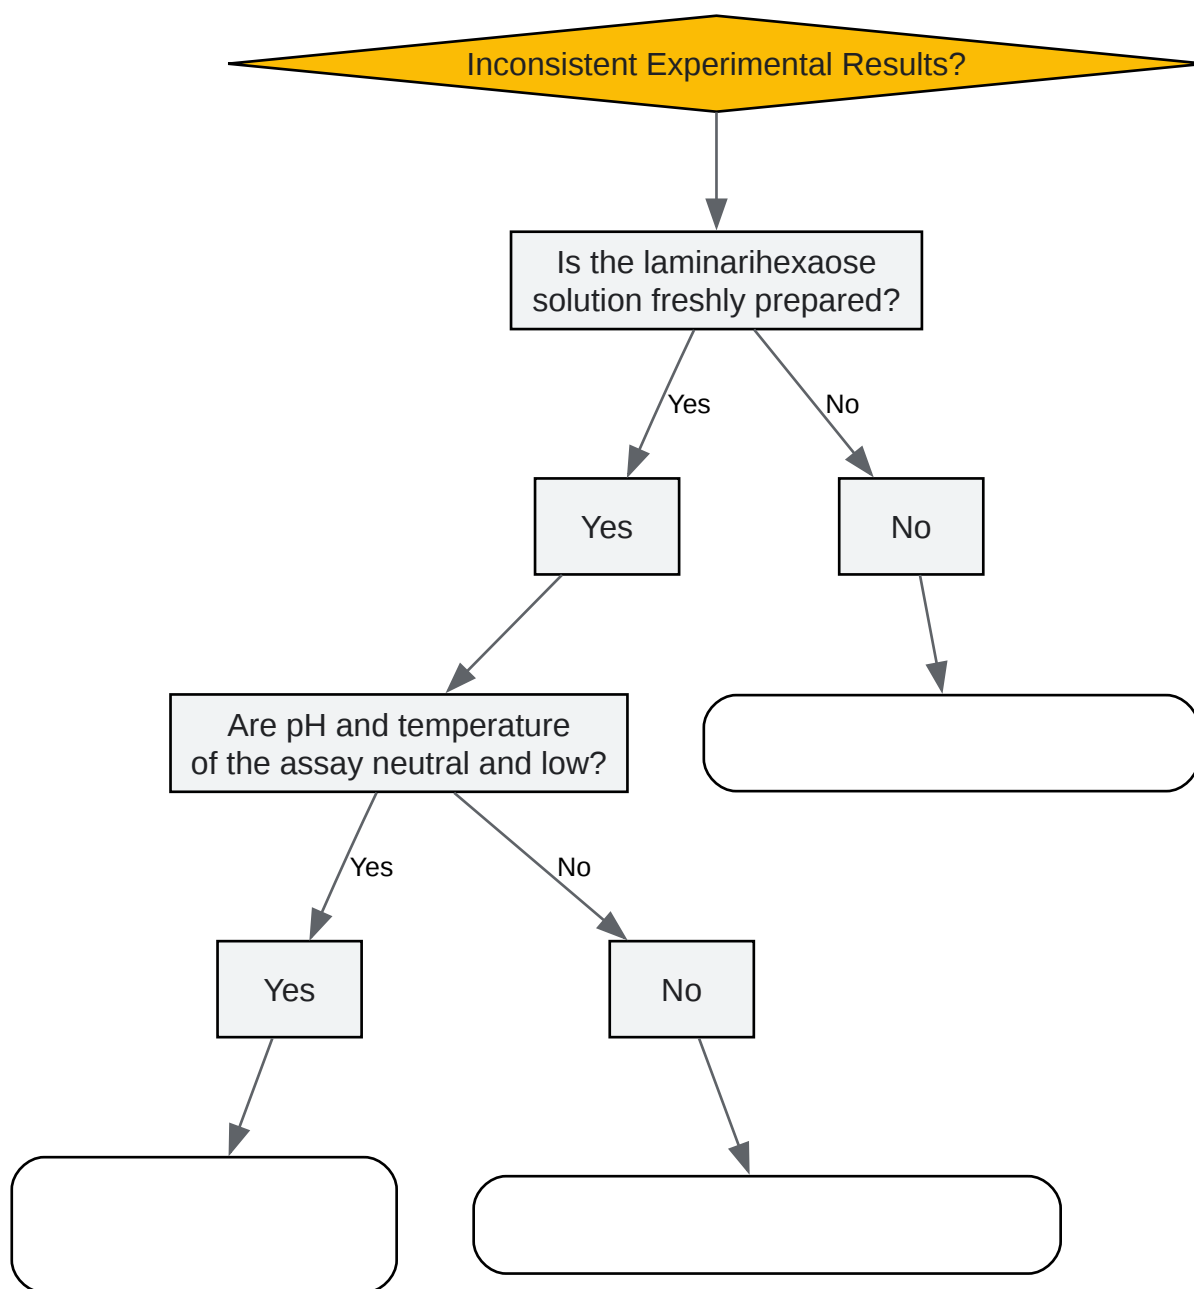 Inconsistent Experimental Results?
Is the laminarihexaose
solution freshly prepared?
Yes
No
Yes
No
Are pH and temperature
of the assay neutral and low?
Yes
No
Yes
No